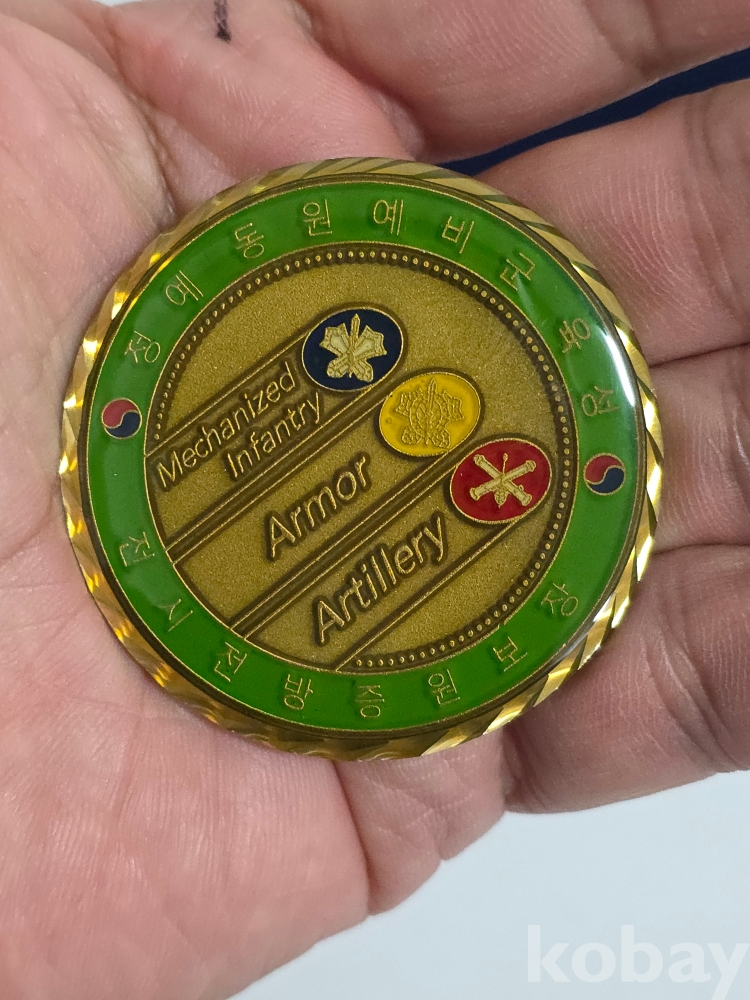 정예 동원예비군 육성
Mechanized
Infantry
Armor
Artillery
전시 전방증원 보장
kobay